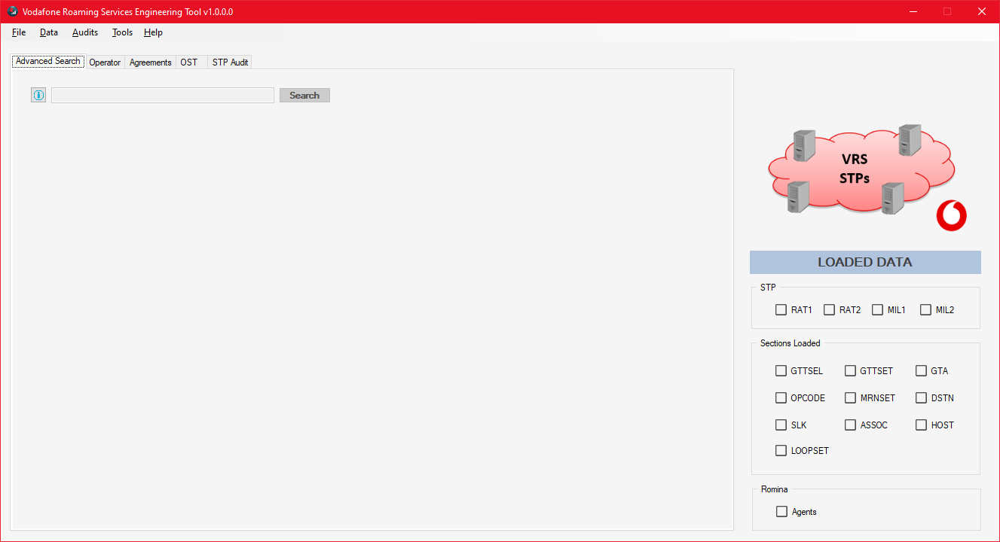 Vodafone Roaming Services Engineering Tool v1.0.0.0
File Data Audits Tools Help
Advanced Search Operator Agreements OST STP Audit
Search
VRS
STPs
LOADED DATA
STP
RAT1 RAT2 MIL1 MIL2
Sections Loaded
GTTSEL GTTSET GTA
OPCODE MRNSET DSTN
SLK ASSOC HOST
LOOPSET
Romina
Agents